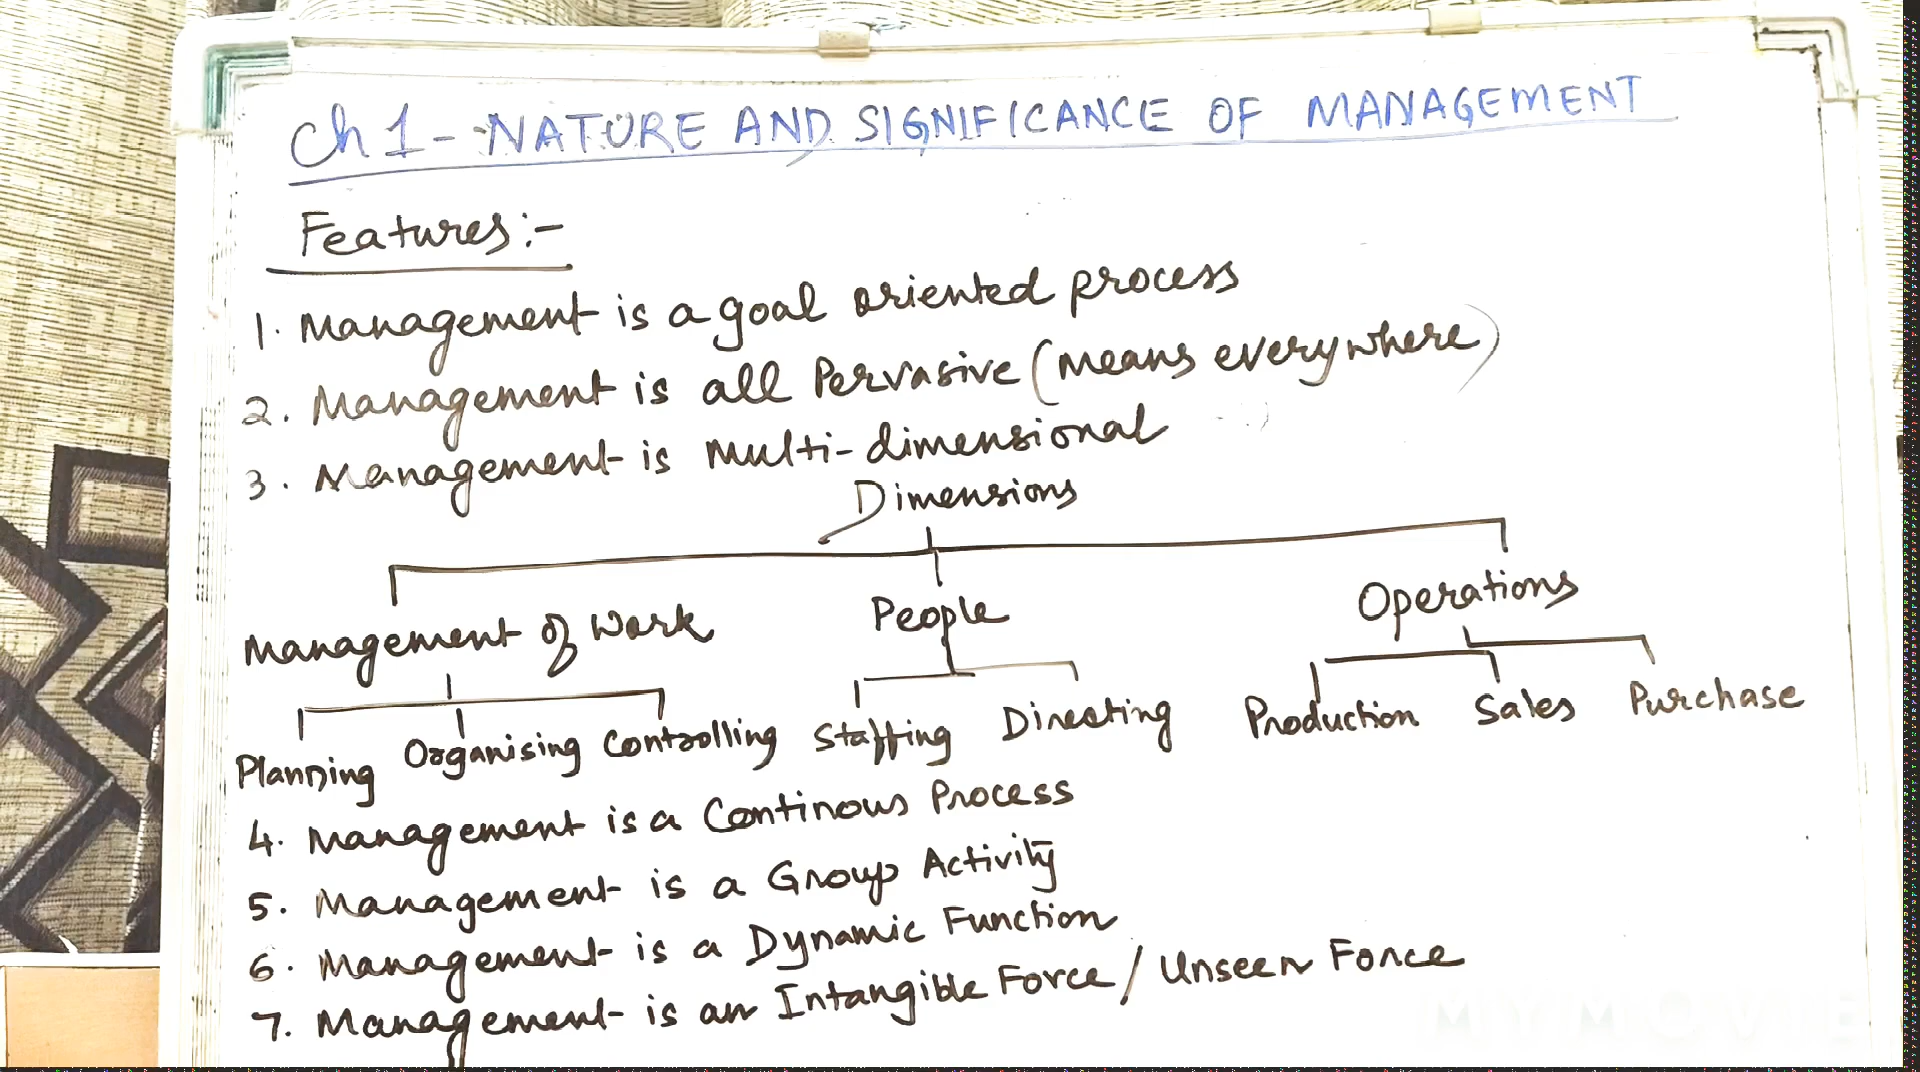 Ch 1 - NATURE AND SIGNIFICANCE OF MANAGEMENT
Features :-
1. Management is a goal oriented process
2. Management is all Pervasive (means everywhere)
3. Management is Multi-dimensional
Dimensions
Management of Work People Operations
Planning Organising Controlling Staffing Directing Production Sales Purchase
4. Management is a Continous Process
5. Management is a Group Activity
6. Management is a Dynamic Function
7. Management is an Intangible Force / Unseen Force
MYMOVIE